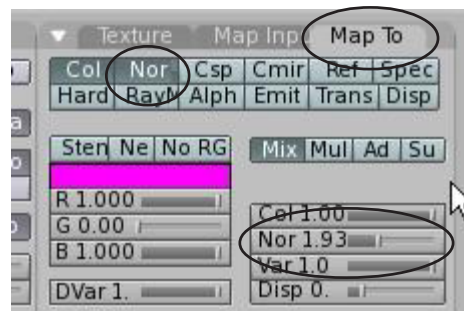 Texture Map Inp Map To
Col Nor Csp Cmir Ref Spec
Hard RayM Alph Emit Trans Disp
Sten Ne No RG Mix Mul Ad Su
R 1.000
G 0.00
B 1.000
DVar 1.
Col 1.00
Nor 1.93
Var 1.0
Disp 0.